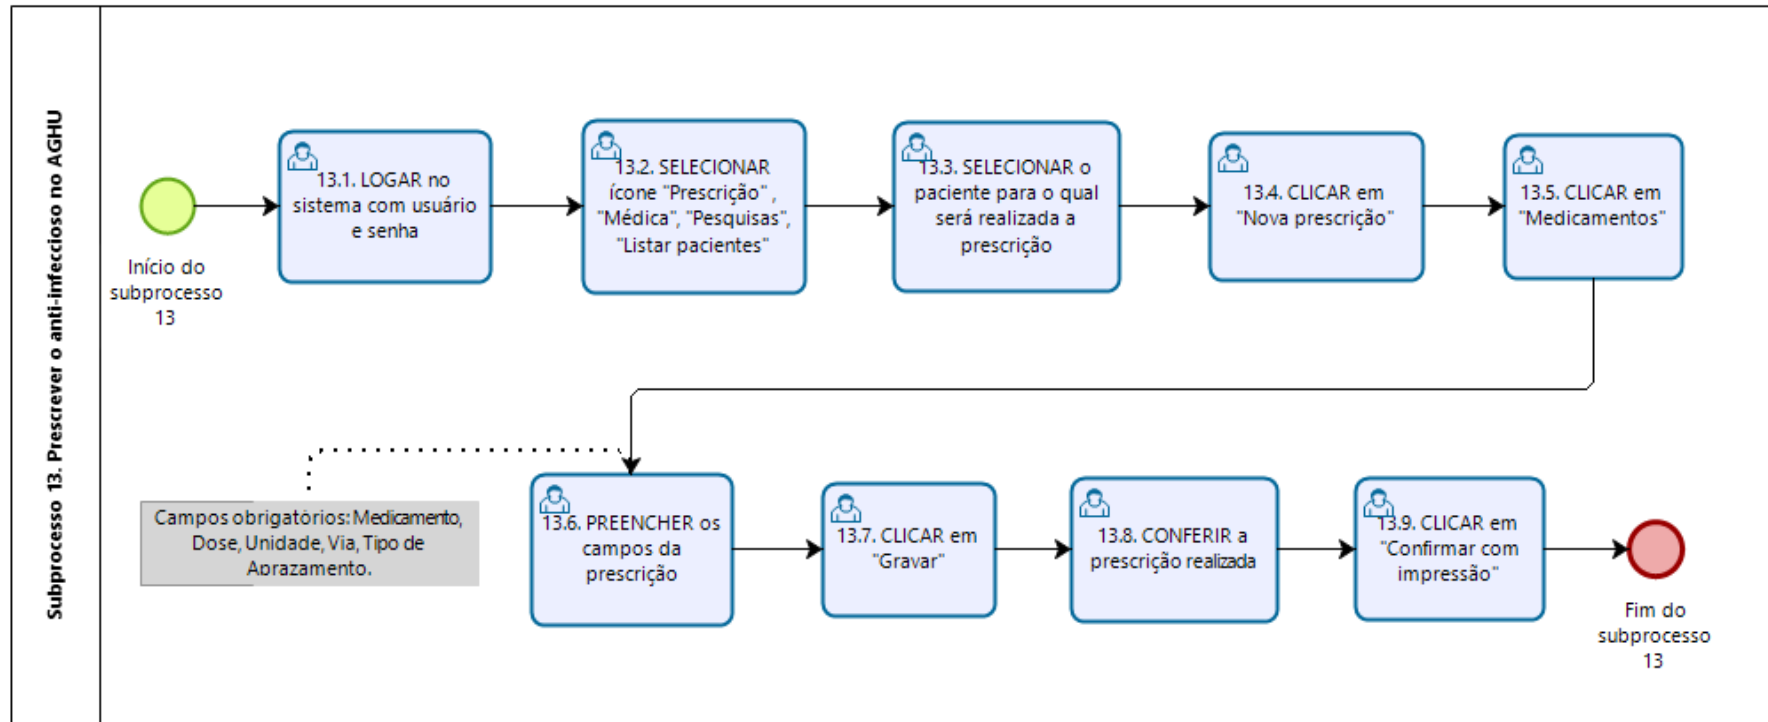 Subprocesso 13. Prescrever o anti-infeccioso no AGHU
Início do
subprocesso
13
13.1. LOGAR no
sistema com usuário
e senha
13.2. SELECIONAR
ícone "Prescrição" ,
"Médica", "Pesquisas",
"Listar pacientes"
13.3. SELECIONAR o
paciente para o qual
será realizada a
prescrição
13.4. CLICAR em
"Nova prescrição"
13.5. CLICAR em
"Medicamentos"
Campos obrigatórios: Medicamento,
Dose, Unidade, Via, Tipo de
Aprazamento.
13.6. PREENCHER os
campos da
prescrição
13.7. CLICAR em
"Gravar"
13.8. CONFERIR a
prescrição realizada
13.9. CLICAR em
"Confirmar com
impressão"
Fim do
subprocesso
13